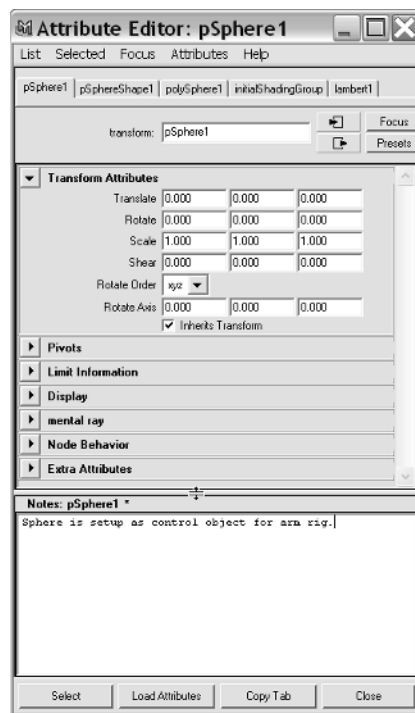 Attribute Editor: pSphere1
List Selected Focus Attributes Help
pSphere1 pSphereShape1 polySphere1 initialShadingGroup lambert1
transform: pSphere1
Focus
Presets
Transform Attributes
Translate 0.000 0.000 0.000
Rotate 0.000 0.000 0.000
Scale 1.000 1.000 1.000
Shear 0.000 0.000 0.000
Rotate Order xyz
Rotate Axis 0.000 0.000 0.000
Inherits Transform
Pivots
Limit Information
Display
mental ray
Node Behavior
Extra Attributes
Notes: pSphere1 *
Sphere is setup as control object for arm rig.
Select Load Attributes Copy Tab Close